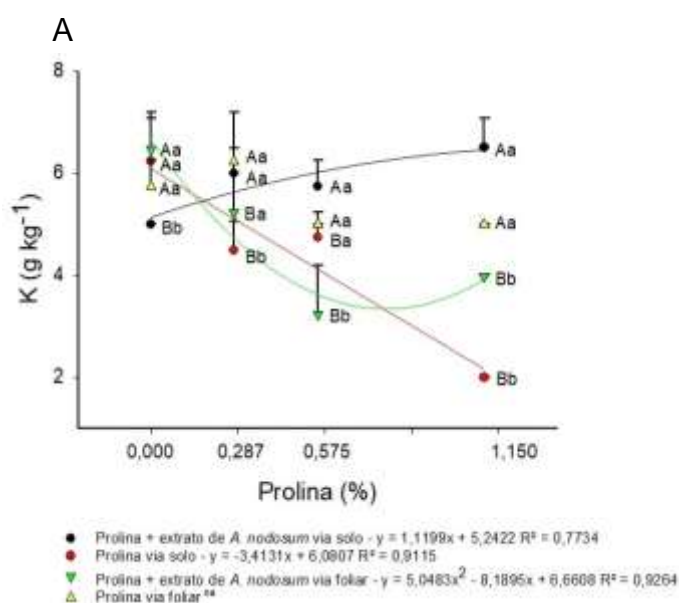 A
8
6
4
2
K (g kg⁻¹)
Aa
Aa
Aa
Bb
Aa
Aa
Ba
Bb
Aa
Aa
Ba
Bb
Aa
Aa
Bb
Bb
0,000 0,287 0,575 1,150
Prolina (%)
Prolina + extrato de A. nodosum via solo - y = 1,1199x + 5,2422 R² = 0,7734
Prolina via solo - y = -3,4131x + 6,0807 R² = 0,9115
Prolina + extrato de A. nodosum via foliar - y = 5,0483x² - 8,1895x + 6,6608 R² = 0,9264
Prolina via foliar ns